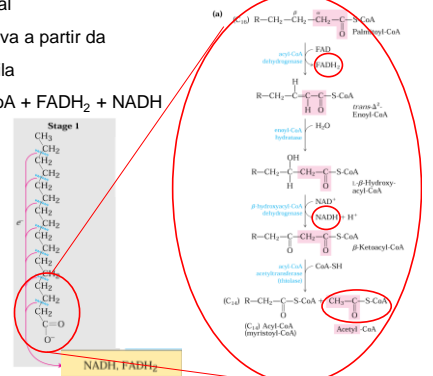 al
va a partir da
la
oA + FADH₂ + NADH
Stage 1
CH₃
CH₂
CH₂
CH₂
CH₂
CH₂
CH₂
CH₂
CH₂
CH₂
CH₂
CH₂
CH₂
C=O
O⁻
e⁻
NADH, FADH₂
(a)
(C₁₆) R—CH₂—CH₂—CH₂—C—S-CoA
β α
O
Palmitoyl-CoA
acyl-CoA
dehydrogenase
FAD
FADH₂
H
R—CH₂—C=C—C—S-CoA
H O
trans-Δ²-
Enoyl-CoA
enoyl-CoA
hydratase
H₂O
OH
R—CH₂—C—CH₂—C—S-CoA
H O
L-β-Hydroxy-
acyl-CoA
β-hydroxyacyl-CoA
dehydrogenase
NAD⁺
NADH + H⁺
R—CH₂—C—CH₂—C—S-CoA
O O
β-Ketoacyl-CoA
acyl-CoA
acetyltransferase
(thiolase)
CoA-SH
(C₁₄) R—CH₂—C—S-CoA + CH₃—C—S-CoA
O O
(C₁₄) Acyl-CoA
(myristoyl-CoA)
Acetyl -CoA